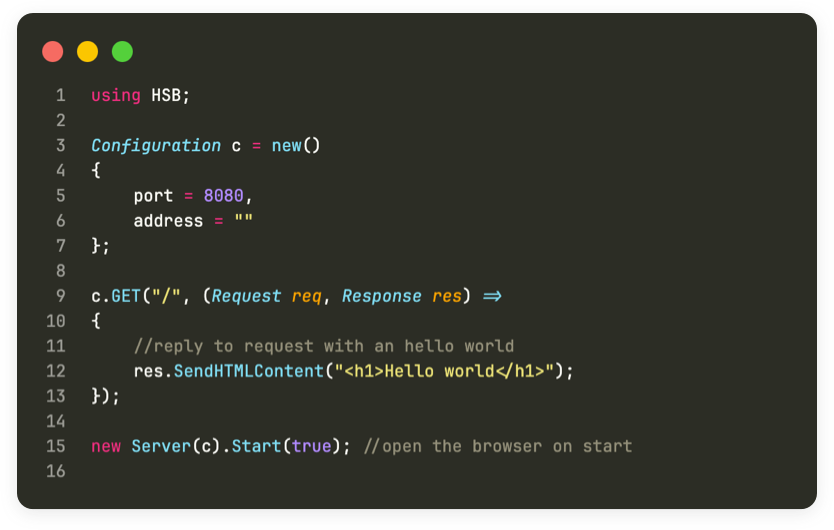 1 using HSB;
2
3 Configuration c = new()
4 {
5     port = 8080,
6     address = ""
7 };
8
9 c.GET("/", (Request req, Response res) =>
10 {
11     //reply to request with an hello world
12     res.SendHTMLContent("<h1>Hello world</h1>");
13 });
14
15 new Server(c).Start(true); //open the browser on start
16